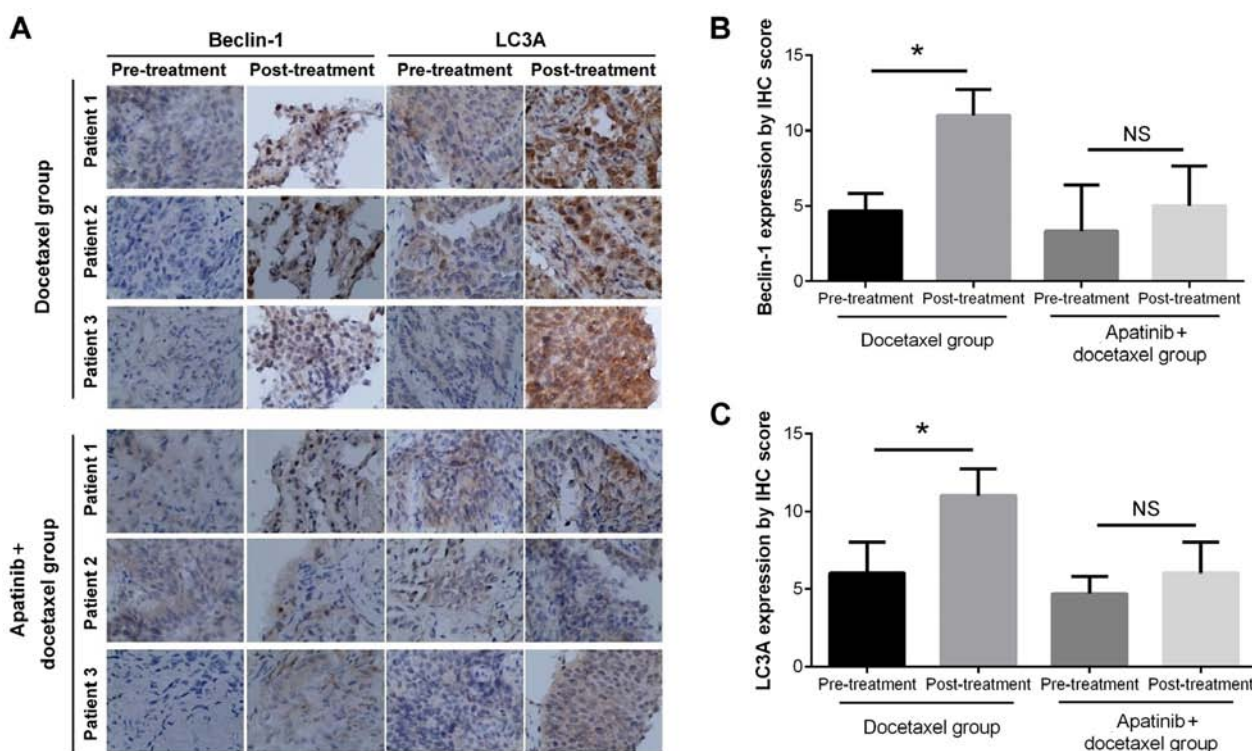 A
Beclin-1 LC3A
Pre-treatment Post-treatment Pre-treatment Post-treatment
Docetaxel group
Patient 1
Patient 2
Patient 3
Apatinib +
docetaxel group
Patient 1
Patient 2
Patient 3
B
Beclin-1 expression by IHC score
15
10
5
0
*
NS
Pre-treatment Post-treatment Pre-treatment Post-treatment
Docetaxel group
Apatinib +
docetaxel group
C
LC3A expression by IHC score
15
10
5
0
*
NS
Pre-treatment Post-treatment Pre-treatment Post-treatment
Docetaxel group
Apatinib +
docetaxel group